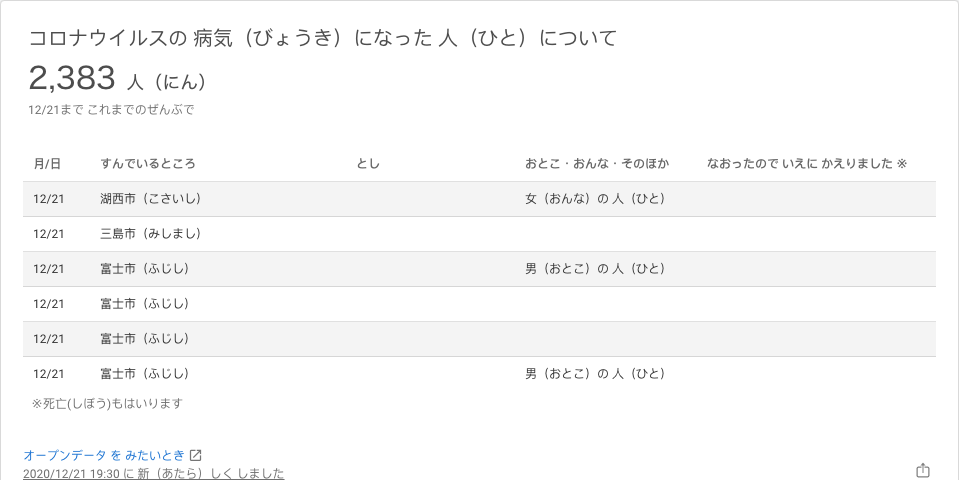 コロナウイルスの 病気（びょうき）になった 人（ひと）について
2,383 人（にん）
12/21まで これまでのぜんぶで
月/日 すんでいるところ とし おとこ・おんな・そのほか なおったので いえに かえりました ※
12/21 湖西市（こさいし） 女（おんな）の 人（ひと）
12/21 三島市（みしまし）
12/21 富士市（ふじし） 男（おとこ）の 人（ひと）
12/21 富士市（ふじし）
12/21 富士市（ふじし）
12/21 富士市（ふじし） 男（おとこ）の 人（ひと）
※死亡(しぼう)もはいります
オープンデータ を みたいとき
2020/12/21 19:30 に 新（あたら）しく しました